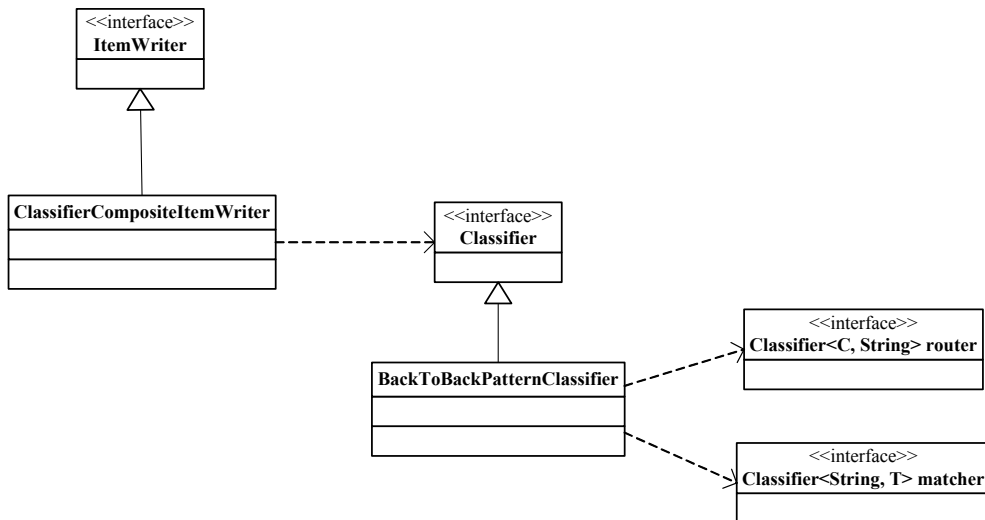 <<interface>>
ItemWriter
ClassifierCompositeItemWriter
<<interface>>
Classifier
BackToBackPatternClassifier
<<interface>>
Classifier<C, String> router
<<interface>>
Classifier<String, T> matcher